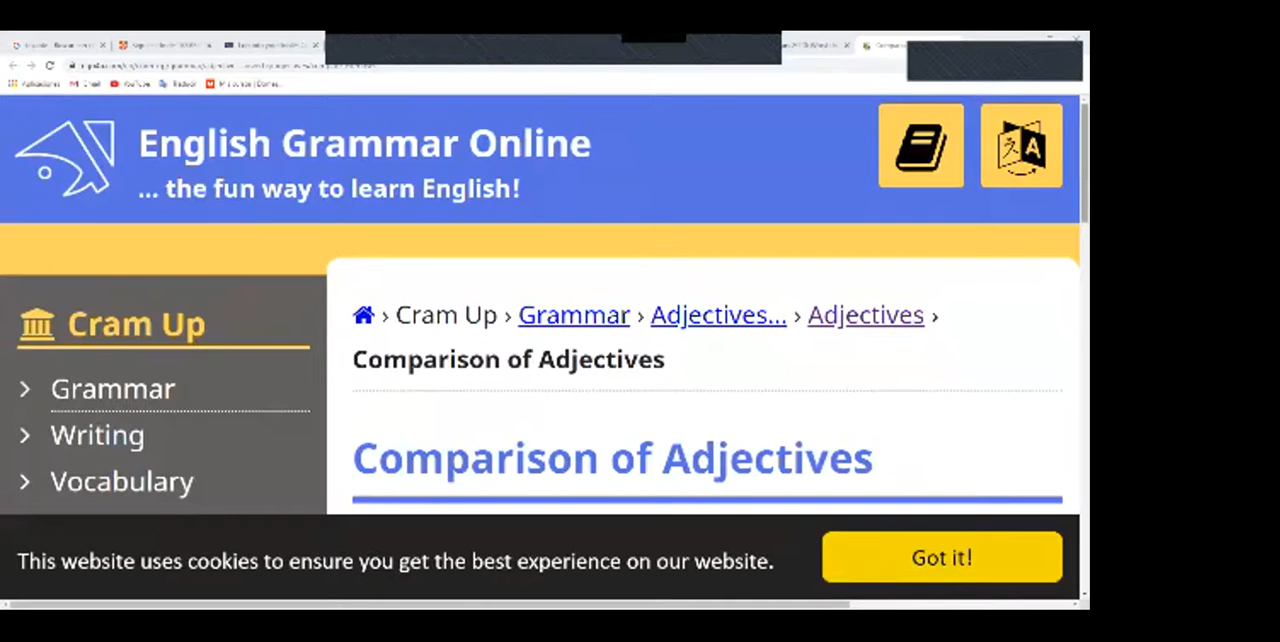 Gmail YouTube
English Grammar Online
... the fun way to learn English!
Cram Up
Grammar
Writing
Vocabulary
› Cram Up › Grammar › Adjectives... › Adjectives ›
Comparison of Adjectives
Comparison of Adjectives
This website uses cookies to ensure you get the best experience on our website.
Got it!